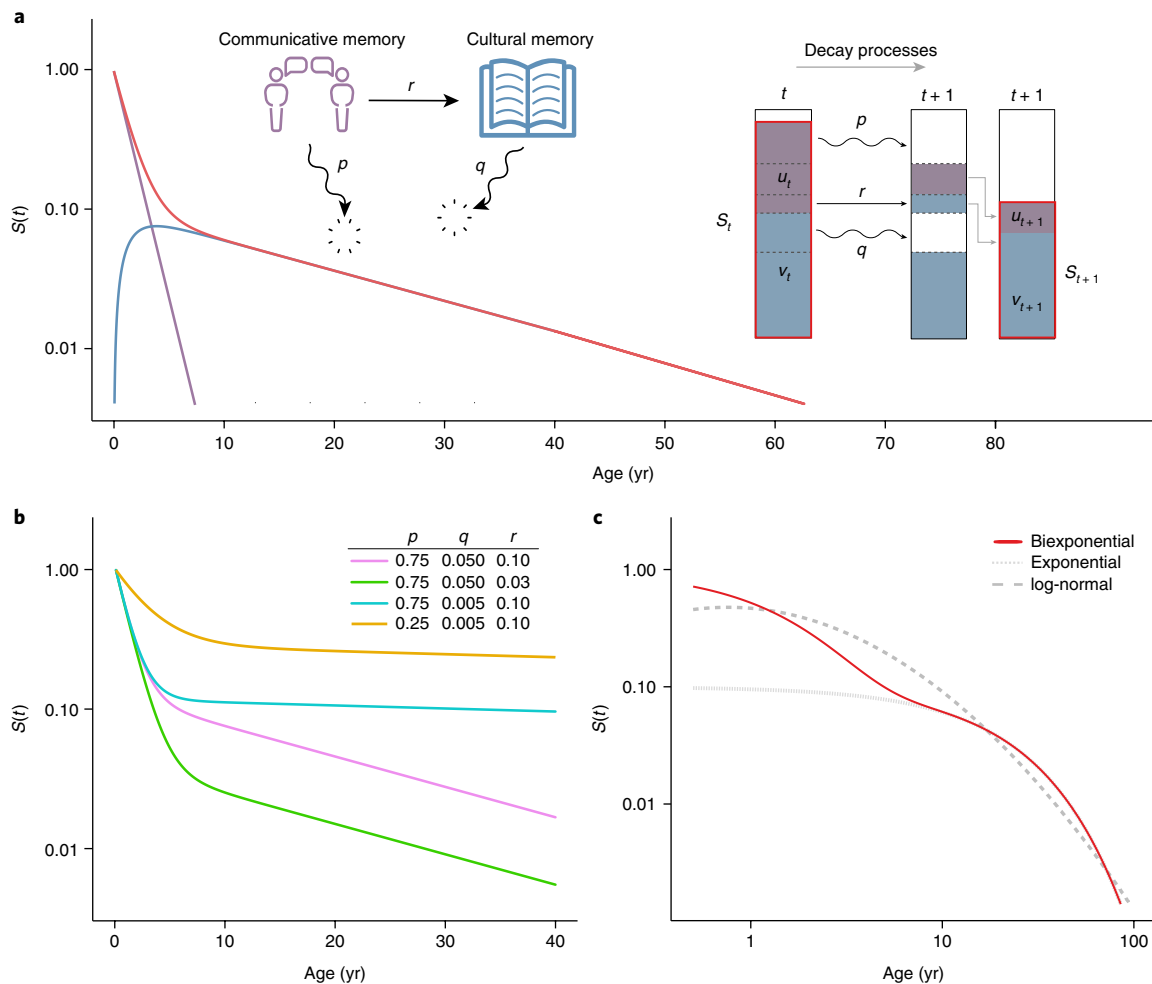 a
Communicative memory
Cultural memory
r
p
q
1.00
0.10
0.01
S(t)
0
10
20
30
40
50
60
70
80
Age (yr)
Decay processes
t
t + 1
t + 1
p
u_t
r
S_t
q
v_t
u_{t + 1}
S_{t + 1}
v_{t + 1}
b
p q r
0.75 0.050 0.10
0.75 0.050 0.03
0.75 0.005 0.10
0.25 0.005 0.10
1.00
0.10
0.01
S(t)
0
10
20
30
40
Age (yr)
c
Biexponential
Exponential
log-normal
1.00
0.10
0.01
S(t)
1
10
100
Age (yr)